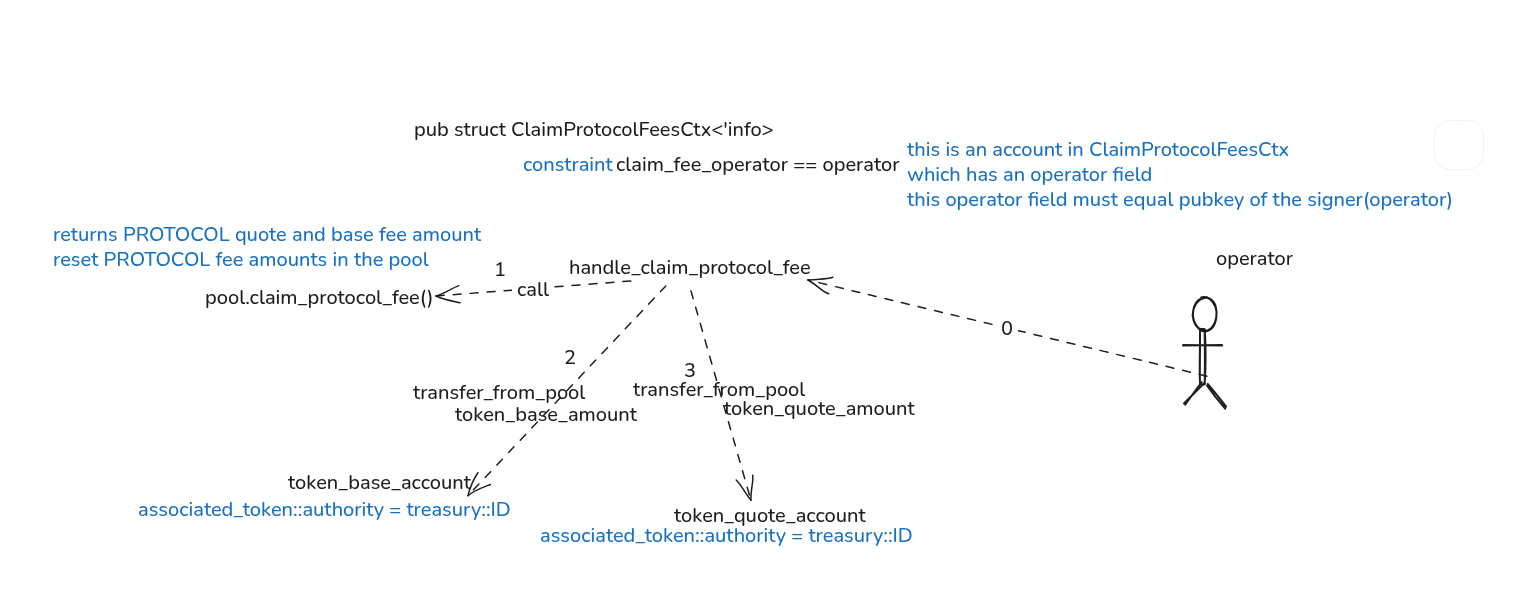 pub struct ClaimProtocolFeesCtx<'info>
constraint claim_fee_operator == operator
this is an account in ClaimProtocolFeesCtx
which has an operator field
this operator field must equal pubkey of the signer(operator)
returns PROTOCOL quote and base fee amount
reset PROTOCOL fee amounts in the pool
operator
1
handle_claim_protocol_fee
call
pool.claim_protocol_fee()
0
2
3
transfer_from_pool
token_base_amount
transfer_from_pool
token_quote_amount
token_base_account
associated_token::authority = treasury::ID
token_quote_account
associated_token::authority = treasury::ID